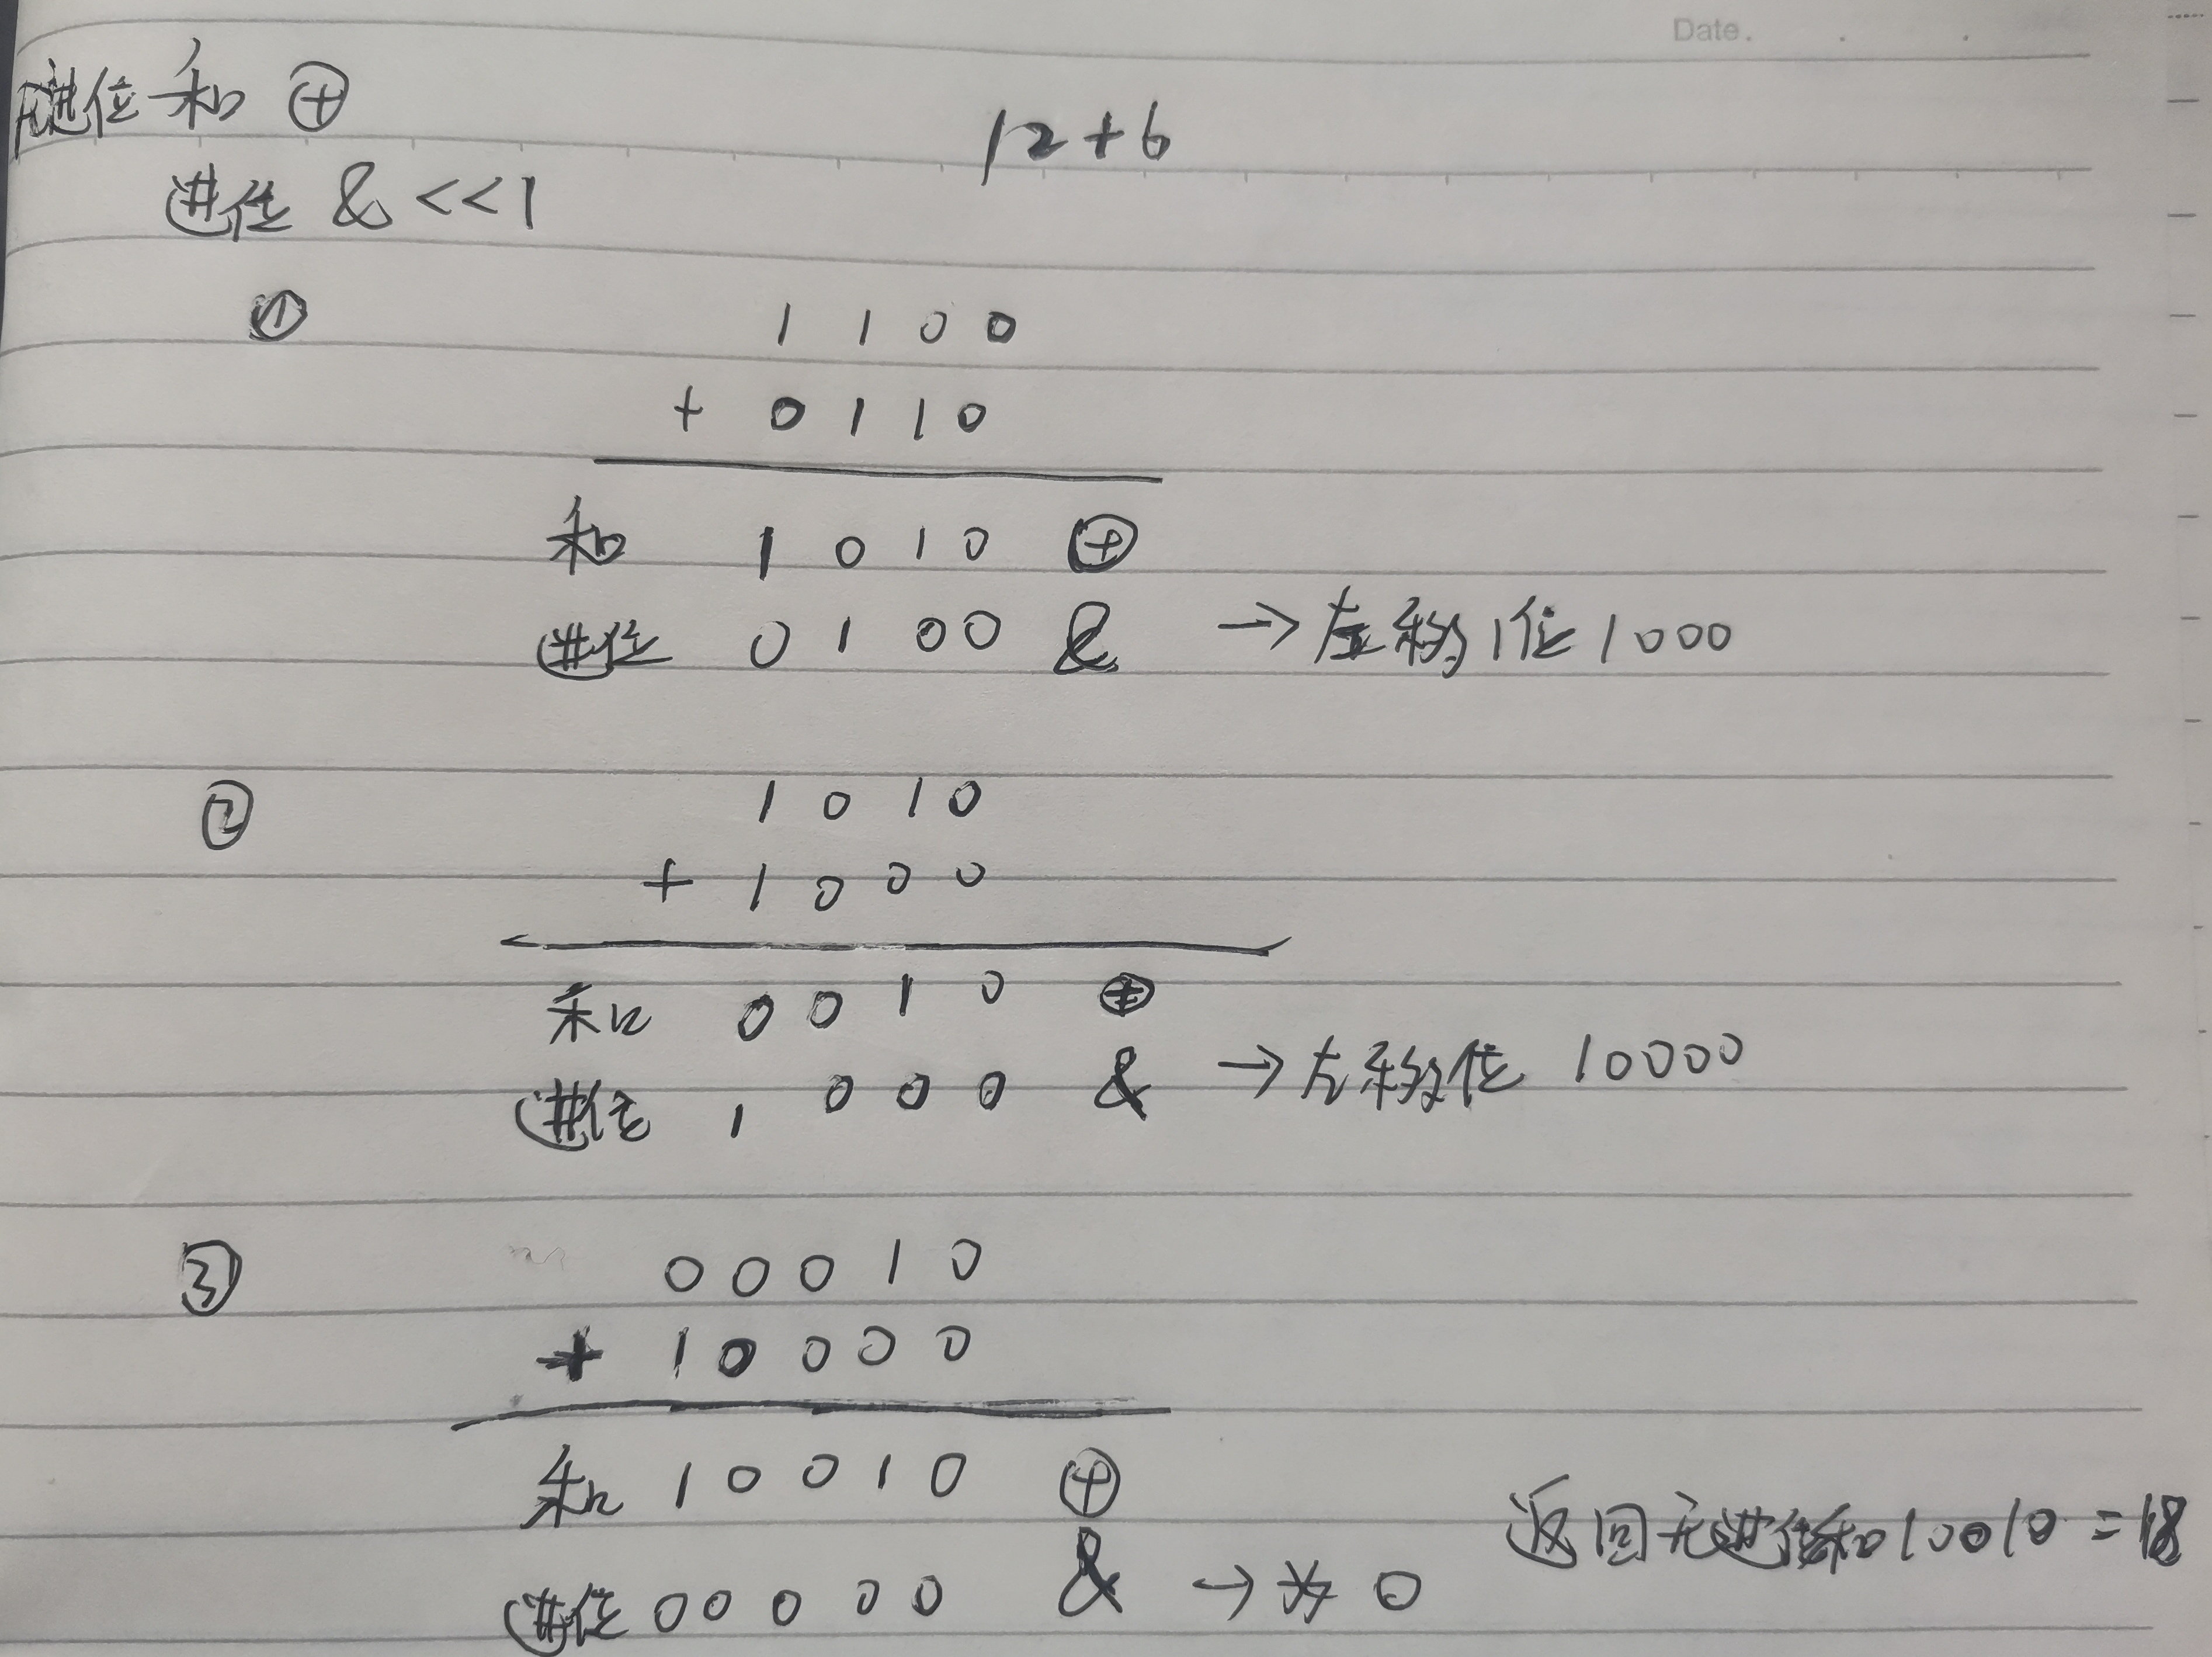 Date. . .
进位和 ⊕
12+6
进位 & <<1
① 1 1 0 0
+ 0 1 1 0
和 1 0 1 0 ⊕
进位 0 1 0 0 & → 左移1位 1000
② 1 0 1 0
+ 1 0 0 0
和 0 0 1 0 ⊕
进位 1 0 0 0 & → 左移位 10000
③ 0 0 0 1 0
+ 1 0 0 0 0
和 1 0 0 1 0 ⊕
返回无进位和10010=18
进位 0 0 0 0 0 & → 为 0